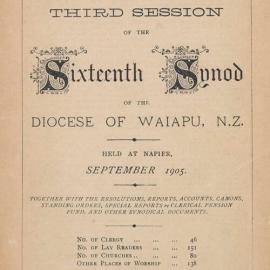 THIRD SESSION
OF THE
Sixteenth Synod
OF THE
DIOCESE OF WAIAPU, N.Z.
HELD AT NAPIER,
SEPTEMBER 1905.
TOGETHER WITH THE RESOLUTIONS, REPORTS, ACCOUNTS, CANONS,
STANDING ORDERS, SPECIAL REPORTS re CLERICAL PENSION
FUND, AND OTHER SYNODICAL DOCUMENTS.
No. of Clergy ... ... ... 46
No. of Lay Readers ... ... 151
No. of Churches .. ... ... 80
Other Places of Worship ... 138